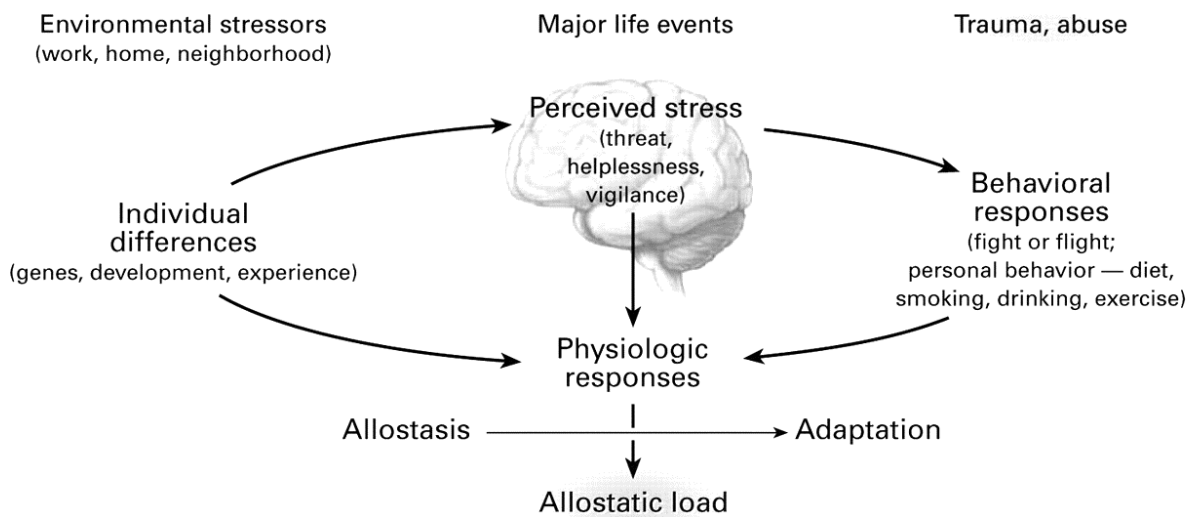 Environmental stressors
(work, home, neighborhood)
Major life events
Trauma, abuse
Perceived stress
(threat,
helplessness,
vigilance)
Individual
differences
(genes, development, experience)
Behavioral
responses
(fight or flight;
personal behavior — diet,
smoking, drinking, exercise)
Physiologic
responses
Allostasis
Adaptation
Allostatic load